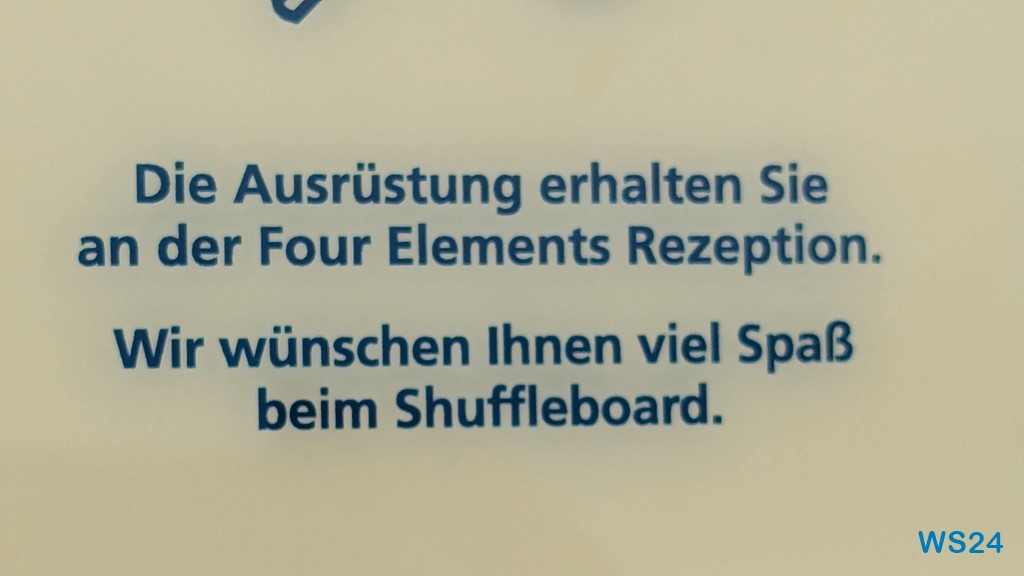 Die Ausrüstung erhalten Sie
an der Four Elements Rezeption.
Wir wünschen Ihnen viel Spaß
beim Shuffleboard.
WS24